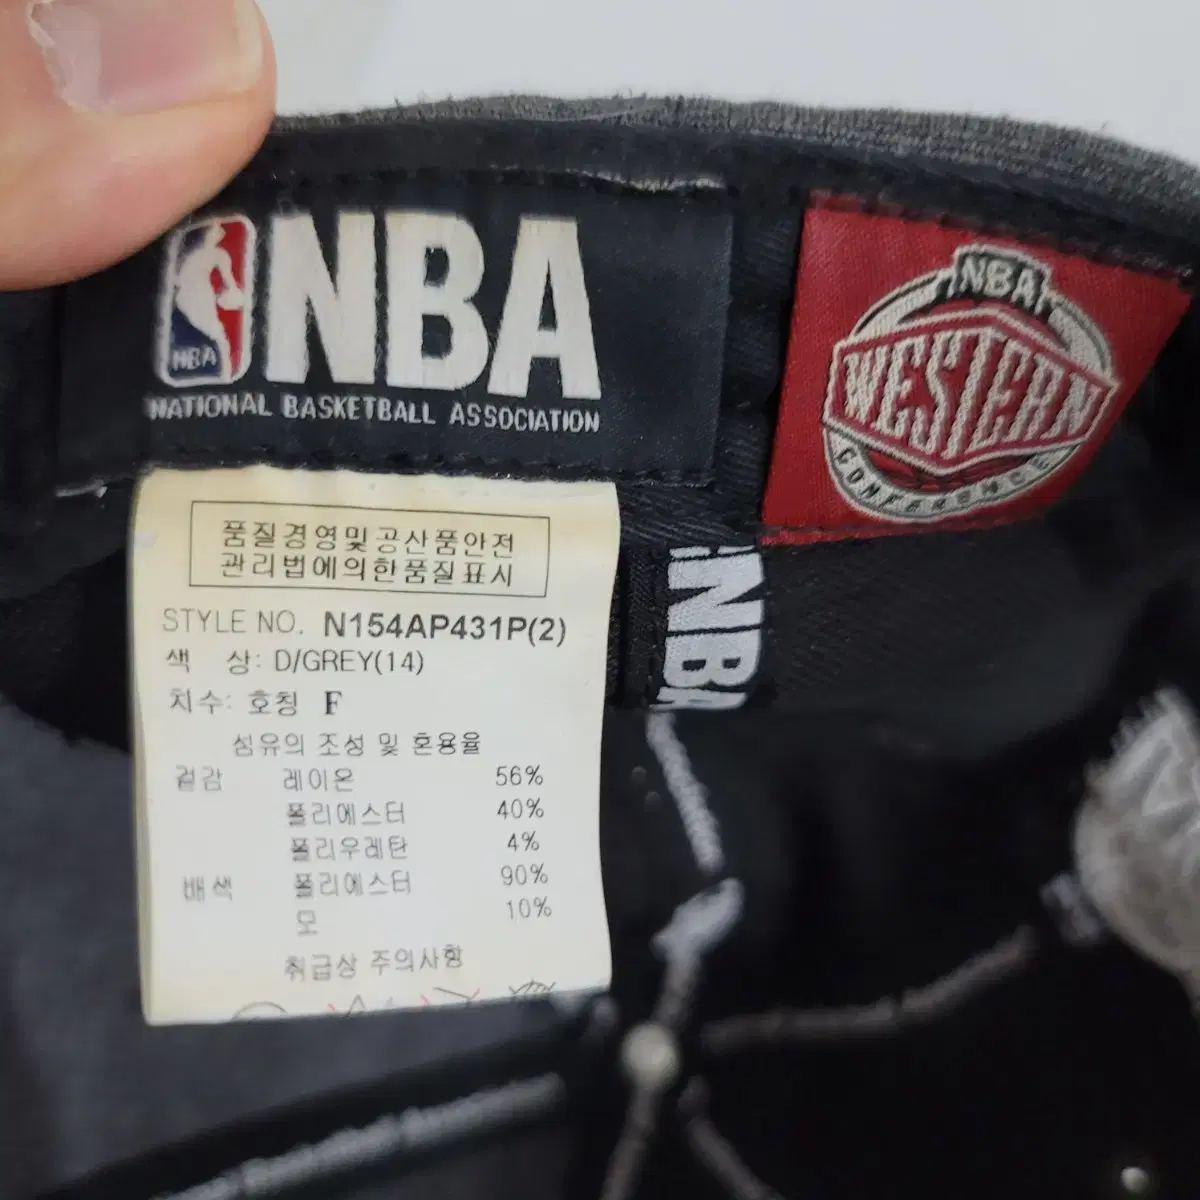 NBA
NBA
NATIONAL BASKETBALL ASSOCIATION
NBA
WESTERN
CONFERENCE
품질경영및공산품안전
관리법에의한품질표시
STYLE NO. N154AP431P(2)
색 상: D/GREY(14)
치수: 호칭 F
섬유의 조성 및 혼용율
겉감 레이온 56%
폴리에스터 40%
폴리우레탄 4%
배색 폴리에스터 90%
모 10%
취급상 주의사항
NBA